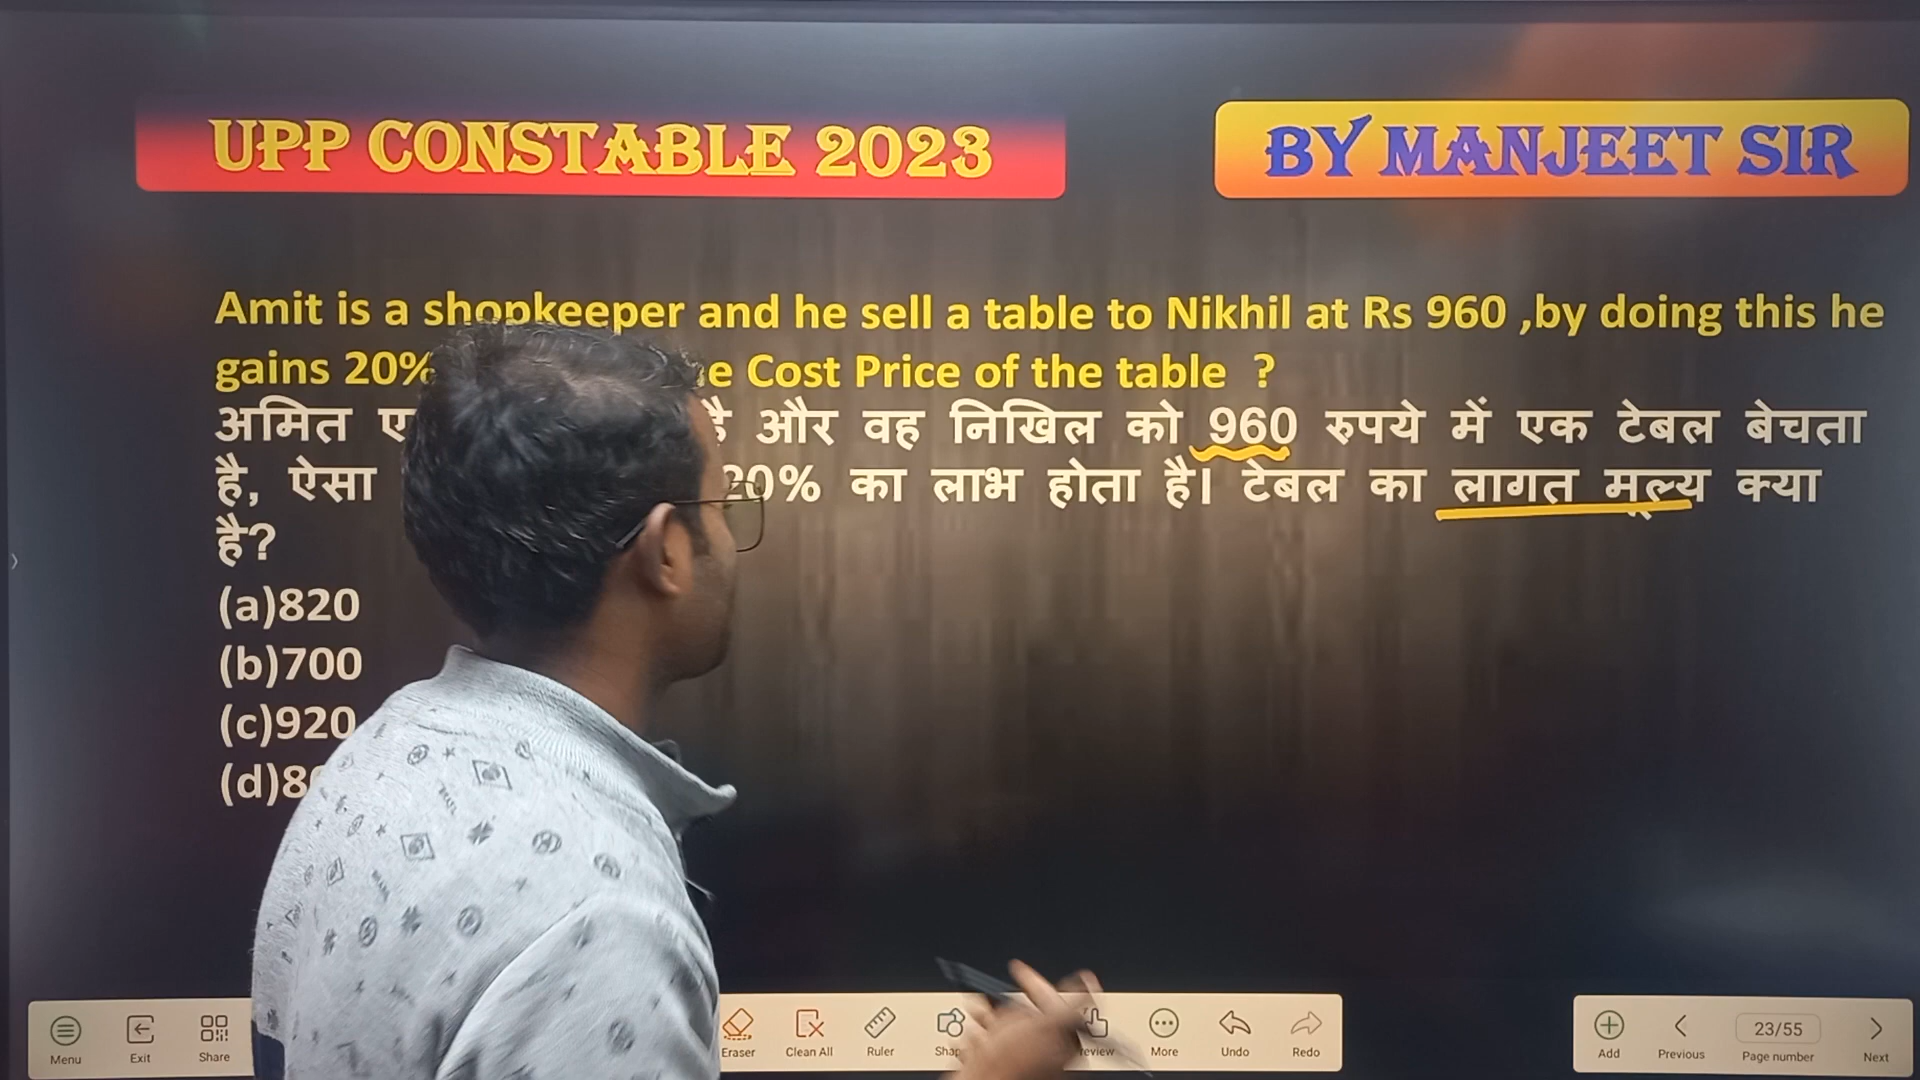 UPP CONSTABLE 2023
BY MANJEET SIR
Amit is a shopkeeper and he sell a table to Nikhil at Rs 960 ,by doing this he
gains 20% Cost Price of the table ?
अमित है और वह निखिल को 960 रुपये में एक टेबल बेचता
है, ऐसा 20% का लाभ होता है। टेबल का लागत मूल्य क्या
है?
(a)820
(b)700
(c)920
(d)
Menu Exit Share Eraser Clean All Ruler More Undo Redo
Add Previous 23/55 Page number Next